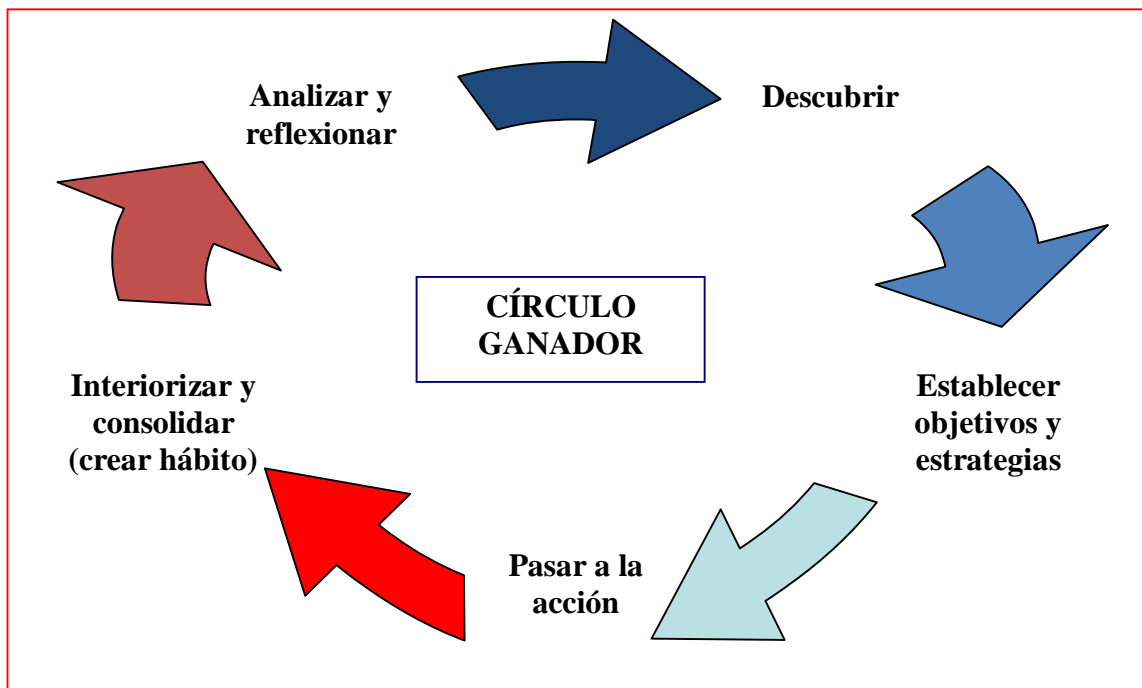 Analizar y
reflexionar
Descubrir
CÍRCULO
GANADOR
Interiorizar y
consolidar
(crear hábito)
Establecer
objetivos y
estrategias
Pasar a la
acción